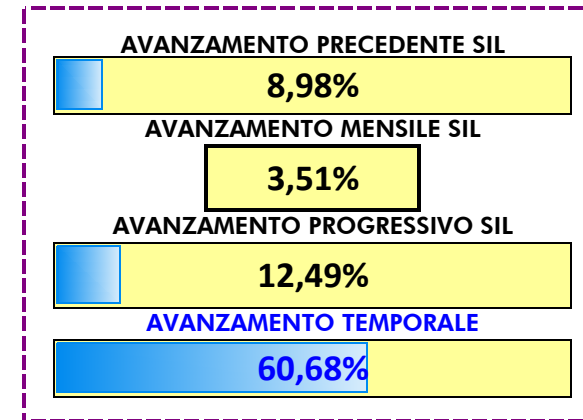 AVANZAMENTO PRECEDENTE SIL
8,98%
AVANZAMENTO MENSILE SIL
3,51%
AVANZAMENTO PROGRESSIVO SIL
12,49%
AVANZAMENTO TEMPORALE
60,68%